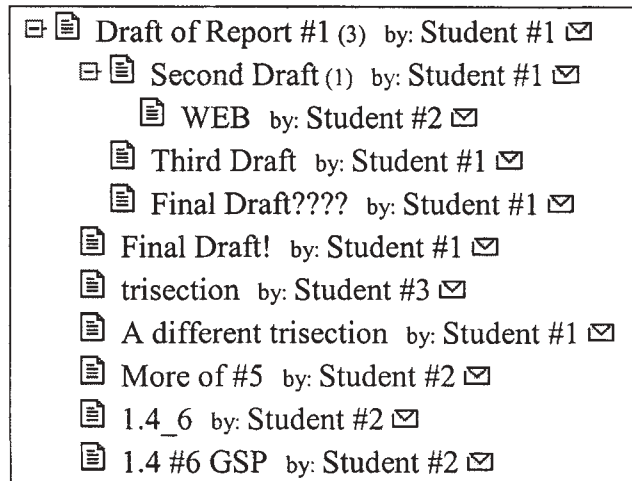 Draft of Report #1 (3) by: Student #1
Second Draft (1) by: Student #1
WEB by: Student #2
Third Draft by: Student #1
Final Draft???? by: Student #1
Final Draft! by: Student #1
trisection by: Student #3
A different trisection by: Student #1
More of #5 by: Student #2
1.4_6 by: Student #2
1.4 #6 GSP by: Student #2